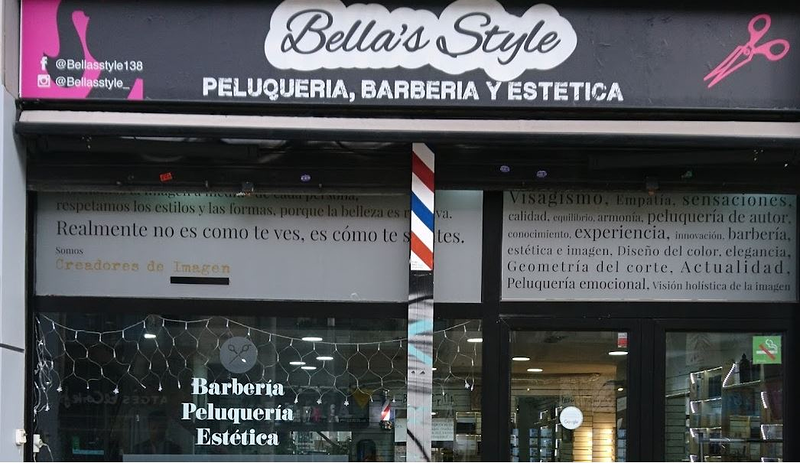 Bella's Style
@Bellasstyle138
@Bellasstyle_
PELUQUERIA, BARBERIA Y ESTETICA
respetamos los estilos y las formas, porque la belleza es
Realmente no es como te ves, es cómo te
Somos
Creadores de Imagen
Visagismo, Empatía, sensaciones,
calidad, equilibrio, armonía, peluquería de autor,
conocimiento, experiencia, innovación, barbería,
estética e imagen, Diseño del color, elegancia,
Geometría del corte, Actualidad,
Peluquería emocional, Visión holística de la imagen
Barbería
Peluquería
Estética
Google